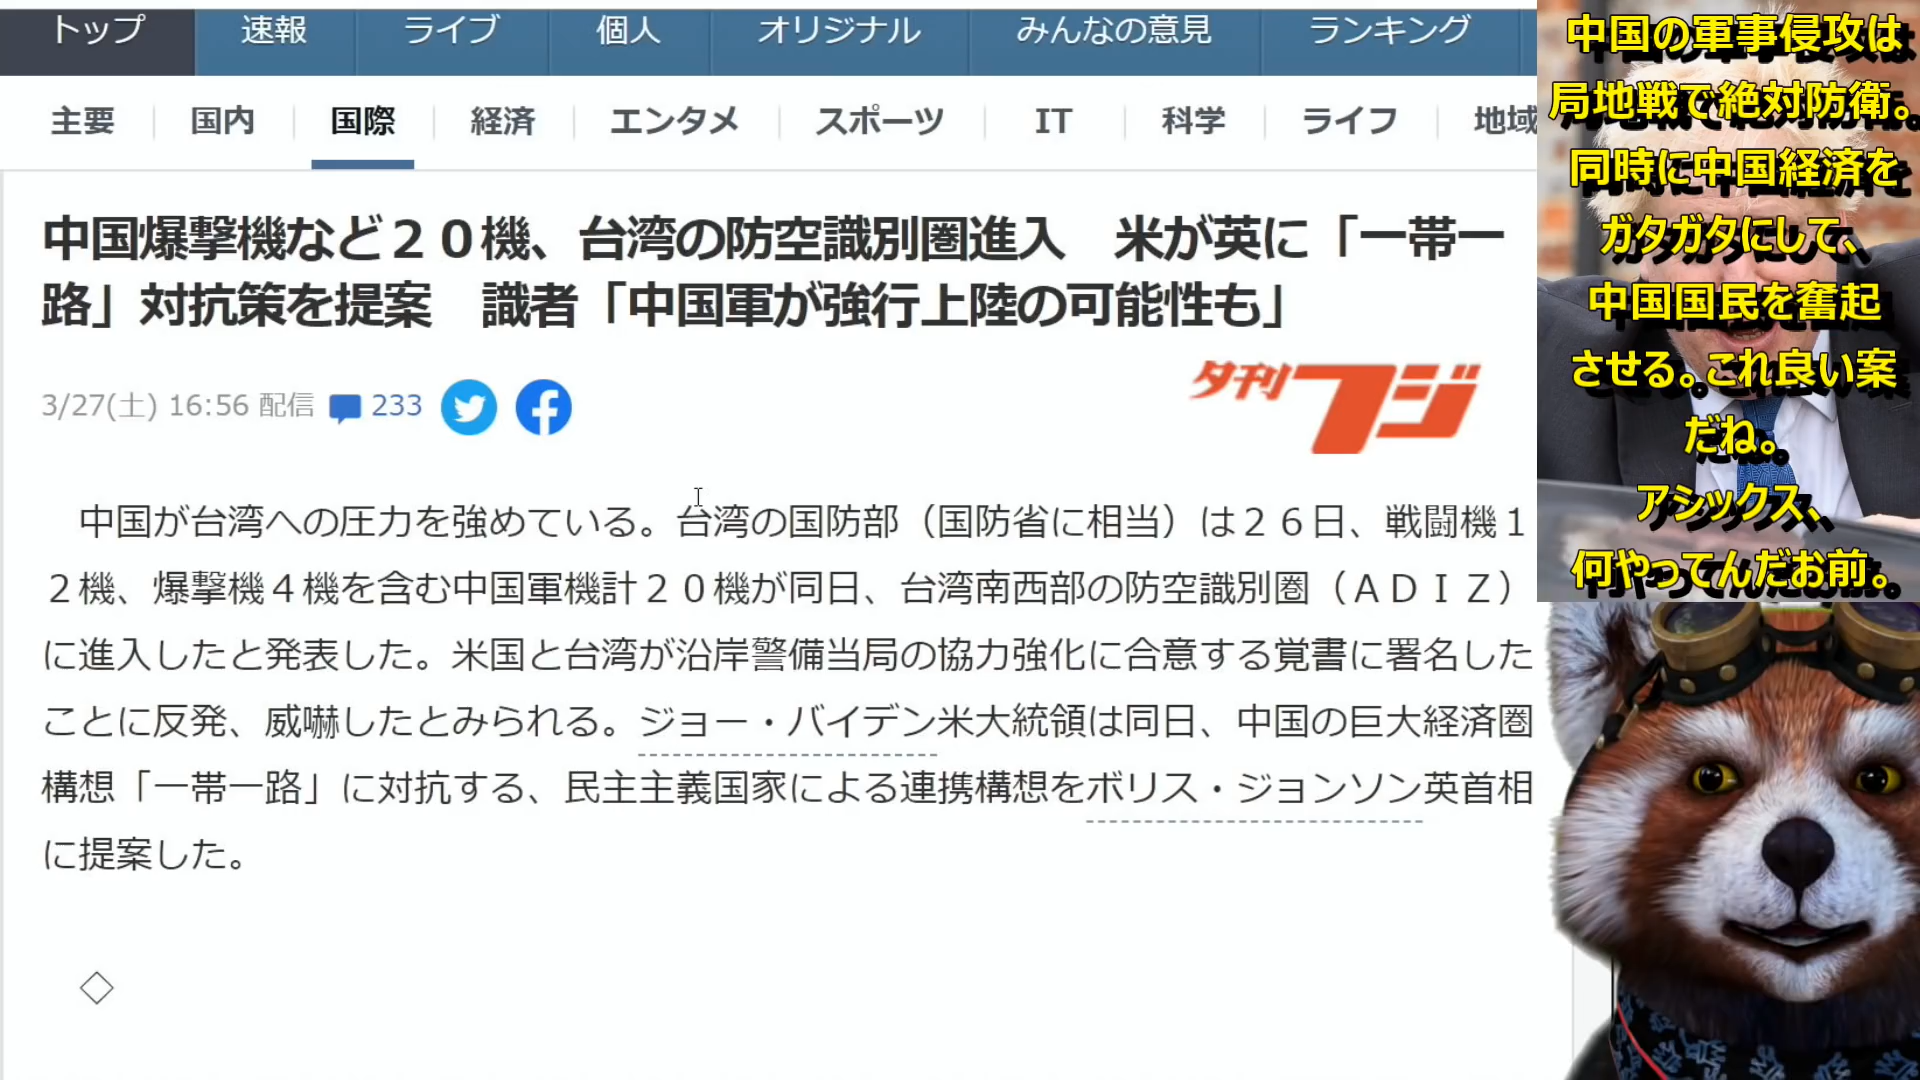 トップ 速報 ライブ 個人 オリジナル みんなの意見 ランキング
主要 国内 国際 経済 エンタメ スポーツ IT 科学 ライフ 地域
中国爆撃機など２０機、台湾の防空識別圏進入　米が英に「一帯一
路」対抗策を提案　識者「中国軍が強行上陸の可能性も」
3/27(土) 16:56 配信 233
夕刊フジ
中国が台湾への圧力を強めている。台湾の国防部（国防省に相当）は２６日、戦闘機１
２機、爆撃機４機を含む中国軍機計２０機が同日、台湾南西部の防空識別圏（ＡＤＩＺ）
に進入したと発表した。米国と台湾が沿岸警備当局の協力強化に合意する覚書に署名した
ことに反発、威嚇したとみられる。ジョー・バイデン米大統領は同日、中国の巨大経済圏
構想「一帯一路」に対抗する、民主主義国家による連携構想をボリス・ジョンソン英首相
に提案した。
◇
中国の軍事侵攻は
局地戦で絶対防衛。
同時に中国経済を
ガタガタにして、
中国国民を奮起
させる。これ良い案
だね。
アシックス、
何やってんだお前。